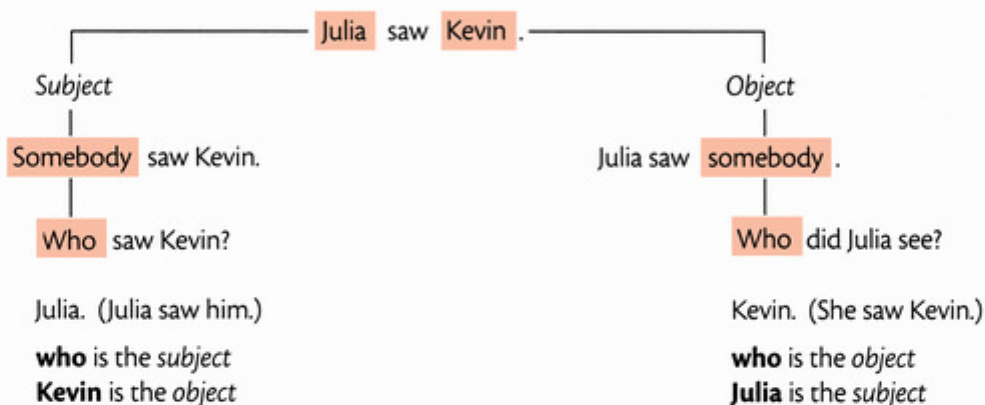 Julia saw Kevin .
Subject
Object
Somebody saw Kevin.
Julia saw somebody .
Who saw Kevin?
Who did Julia see?
Julia. (Julia saw him.)
Kevin. (She saw Kevin.)
who is the subject
Kevin is the object
who is the object
Julia is the subject